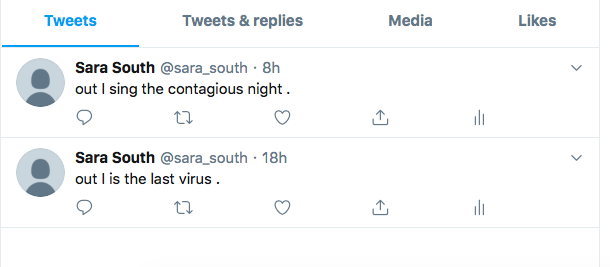 Tweets Tweets & replies Media Likes
Sara South @sara_south · 8h
out I sing the contagious night .
Sara South @sara_south · 18h
out I is the last virus .